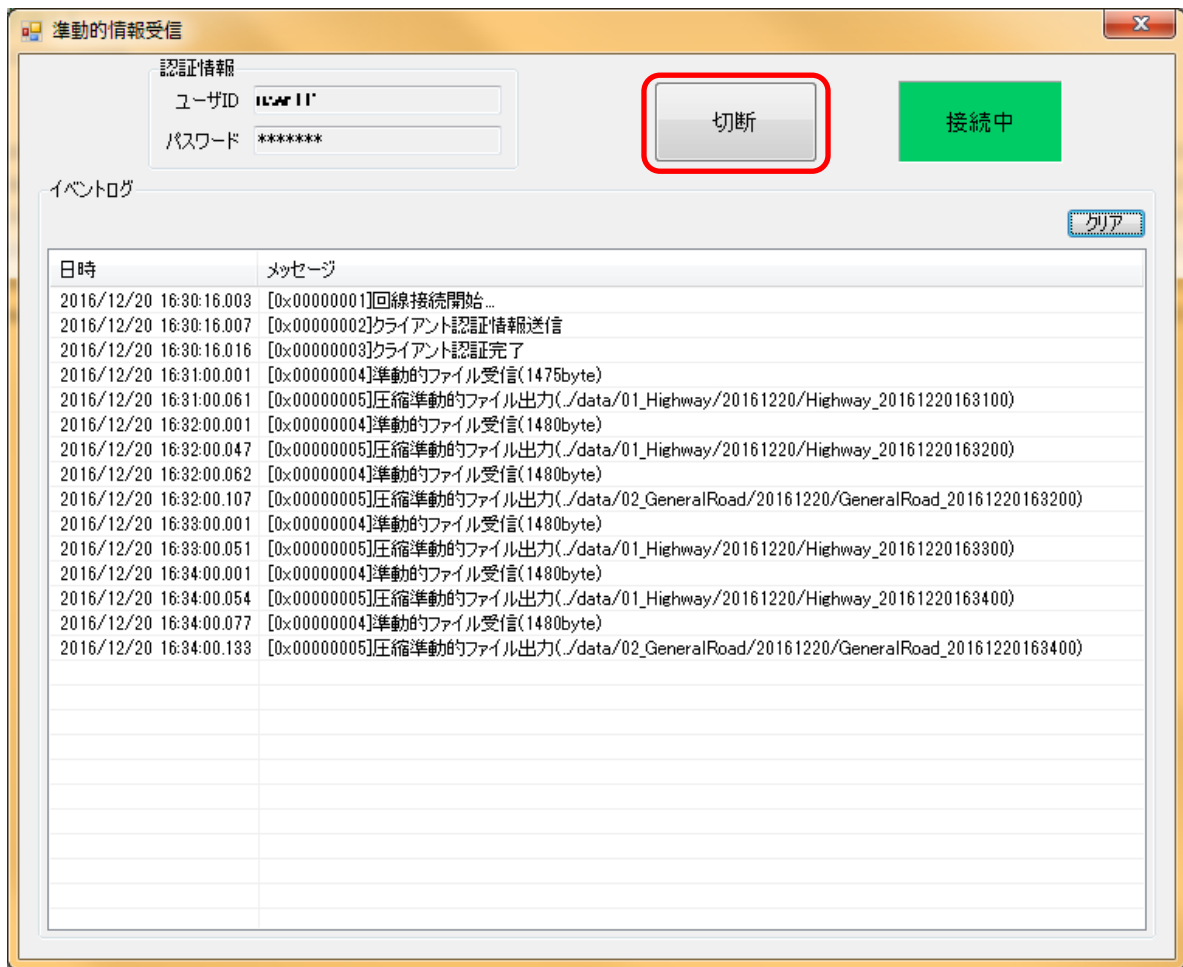 準動的情報受信
認証情報
ユーザID
パスワード *******
切断
接続中
イベントログ
クリア
日時 メッセージ
2016/12/20 16:30:16.003 [0x00000001]回線接続開始...
2016/12/20 16:30:16.007 [0x00000002]クライアント認証情報送信
2016/12/20 16:30:16.016 [0x00000003]クライアント認証完了
2016/12/20 16:31:00.001 [0x00000004]準動的ファイル受信(1475byte)
2016/12/20 16:31:00.061 [0x00000005]圧縮準動的ファイル出力(./data/01_Highway/20161220/Highway_20161220163100)
2016/12/20 16:32:00.001 [0x00000004]準動的ファイル受信(1480byte)
2016/12/20 16:32:00.047 [0x00000005]圧縮準動的ファイル出力(./data/01_Highway/20161220/Highway_20161220163200)
2016/12/20 16:32:00.062 [0x00000004]準動的ファイル受信(1480byte)
2016/12/20 16:32:00.107 [0x00000005]圧縮準動的ファイル出力(./data/02_GeneralRoad/20161220/GeneralRoad_20161220163200)
2016/12/20 16:33:00.001 [0x00000004]準動的ファイル受信(1480byte)
2016/12/20 16:33:00.051 [0x00000005]圧縮準動的ファイル出力(./data/01_Highway/20161220/Highway_20161220163300)
2016/12/20 16:34:00.001 [0x00000004]準動的ファイル受信(1480byte)
2016/12/20 16:34:00.054 [0x00000005]圧縮準動的ファイル出力(./data/01_Highway/20161220/Highway_20161220163400)
2016/12/20 16:34:00.077 [0x00000004]準動的ファイル受信(1480byte)
2016/12/20 16:34:00.133 [0x00000005]圧縮準動的ファイル出力(./data/02_GeneralRoad/20161220/GeneralRoad_20161220163400)